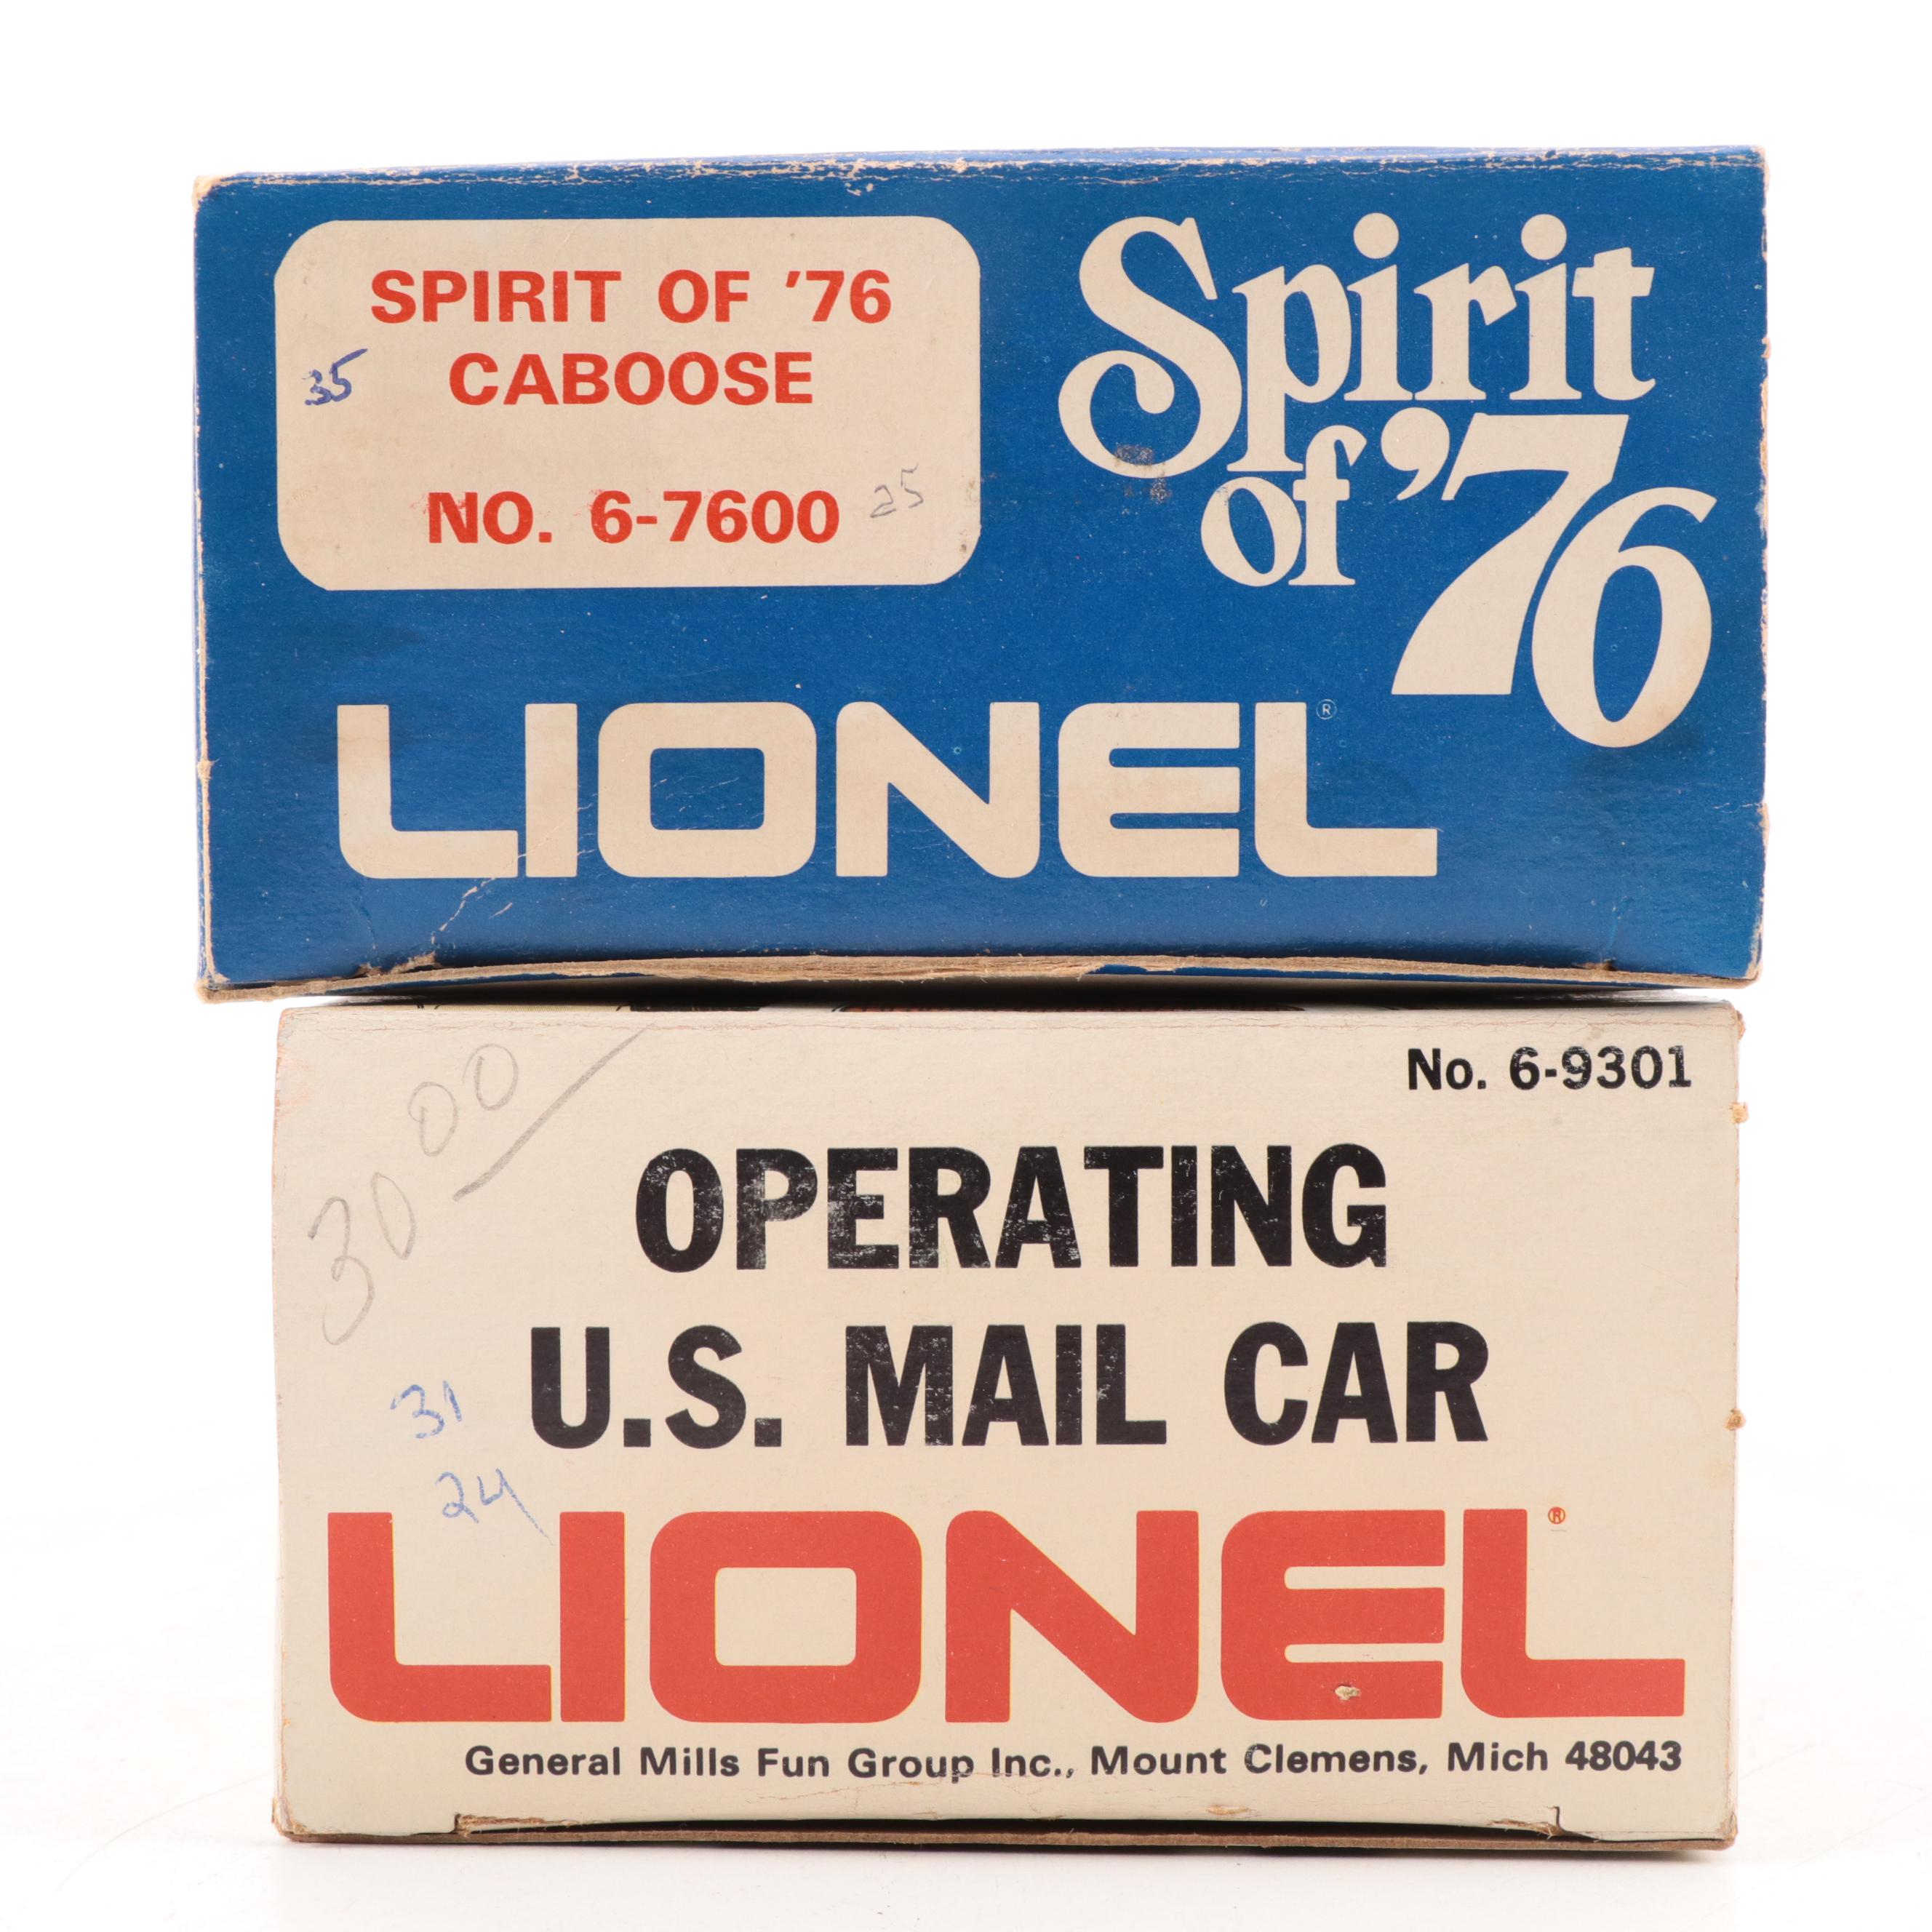 SPIRIT OF '76
CABOOSE
35
NO. 6-7600
25
Spirit
of '76
LIONEL®
30 00
No. 6-9301
OPERATING
U.S. MAIL CAR
31
24
LIONEL®
General Mills Fun Group Inc., Mount Clemens, Mich 48043